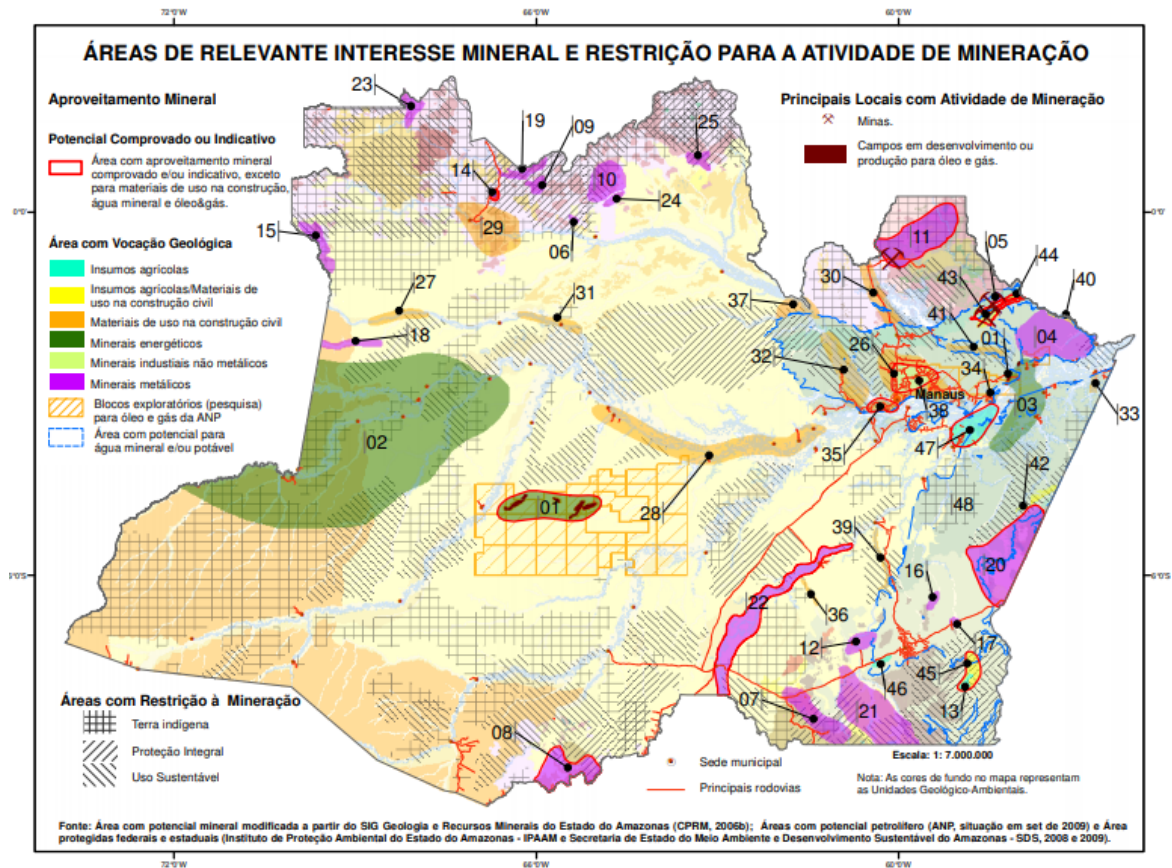 72°W
66°W
60°W
ÁREAS DE RELEVANTE INTERESSE MINERAL E RESTRIÇÃO PARA A ATIVIDADE DE MINERAÇÃO
Aproveitamento Mineral
Potencial Comprovado ou Indicativo
Área com aproveitamento mineral
comprovado e/ou indicativo, exceto
para materiais de uso na construção,
água mineral e óleo&gás.
Área com Vocação Geológica
Insumos agrícolas
Insumos agrícolas/Materiais de
uso na construção civil
Materiais de uso na construção civil
Minerais energéticos
Minerais industiais não metálicos
Minerais metálicos
Blocos exploratórios (pesquisa)
para óleo e gás da ANP
Área com potencial para
água mineral e/ou potável
Principais Locais com Atividade de Mineração
Minas.
Campos em desenvolvimento ou
produção para óleo e gás.
23
19
09
25
14
10
24
15
29
06
11
05
44
43
40
30
27
31
37
41
01
04
18
32
26
34
Manaus
38
03
33
02
35
47
42
28
01
48
39
20
16
22
36
12
17
45
46
13
07
21
08
0°0'
0°0'
6°0'S
Áreas com Restrição à Mineração
Terra indígena
Proteção Integral
Uso Sustentável
Sede municipal
Principais rodovias
Escala: 1: 7.000.000
Nota: As cores de fundo no mapa representam
as Unidades Geológico-Ambientais.
Fonte: Área com potencial mineral modificada a partir do SIG Geologia e Recursos Minerais do Estado do Amazonas (CPRM, 2006b); Áreas com potencial petrolífero (ANP, situação em set de 2009) e Área
protegidas federais e estaduais (Instituto de Proteção Ambiental do Estado do Amazonas - IPAAM e Secretaria de Estado do Meio Ambiente e Desenvolvimento Sustentável do Amazonas - SDS, 2008 e 2009).
72°W
66°W
60°W